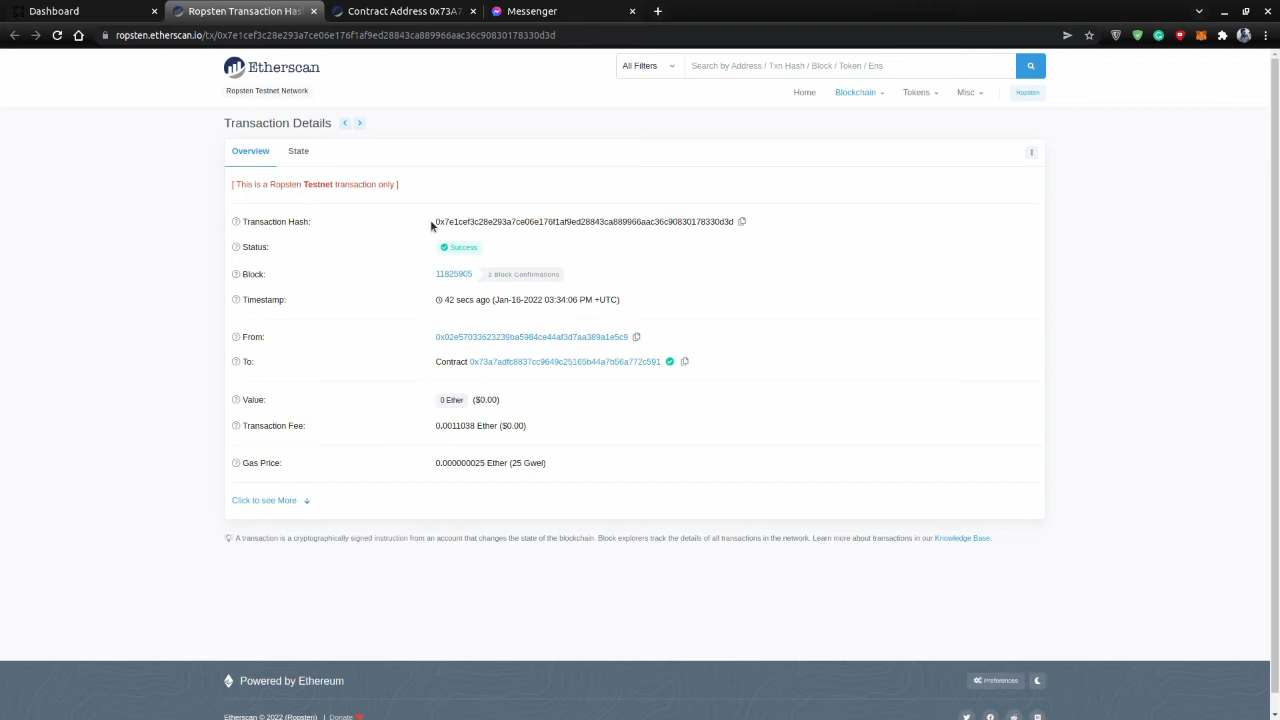 Dashboard
Ropsten Transaction Has
Contract Address 0x73A7
Messenger
ropsten.etherscan.io/tx/0x7e1cef3c28e293a7ce06e176f1af9ed28843ca889966aac36c90830178330d3d
Etherscan
All Filters
Search by Address / Txn Hash / Block / Token / Ens
Ropsten Testnet Network
Home
Blockchain
Tokens
Misc
Ropsten
Transaction Details
Overview
State
[ This is a Ropsten Testnet transaction only ]
Transaction Hash:
0x7e1cef3c28e293a7ce06e176f1af9ed28843ca889966aac36c90830178330d3d
Status:
Success
Block:
11825905
2 Block Confirmations
Timestamp:
42 secs ago (Jan-16-2022 03:34:06 PM +UTC)
From:
0x02e57033623239ba5984ce44af3d7aa389a1e5c9
To:
Contract 0x73a7adfc8837cc9649c25165b44a7b56a772c591
Value:
0 Ether ($0.00)
Transaction Fee:
0.0011038 Ether ($0.00)
Gas Price:
0.000000025 Ether (25 Gwei)
Click to see More
A transaction is a cryptographically signed instruction from an account that changes the state of the blockchain. Block explorers track the details of all transactions in the network. Learn more about transactions in our Knowledge Base.
Powered by Ethereum
Preferences
Etherscan © 2022 (Ropsten) | Donate